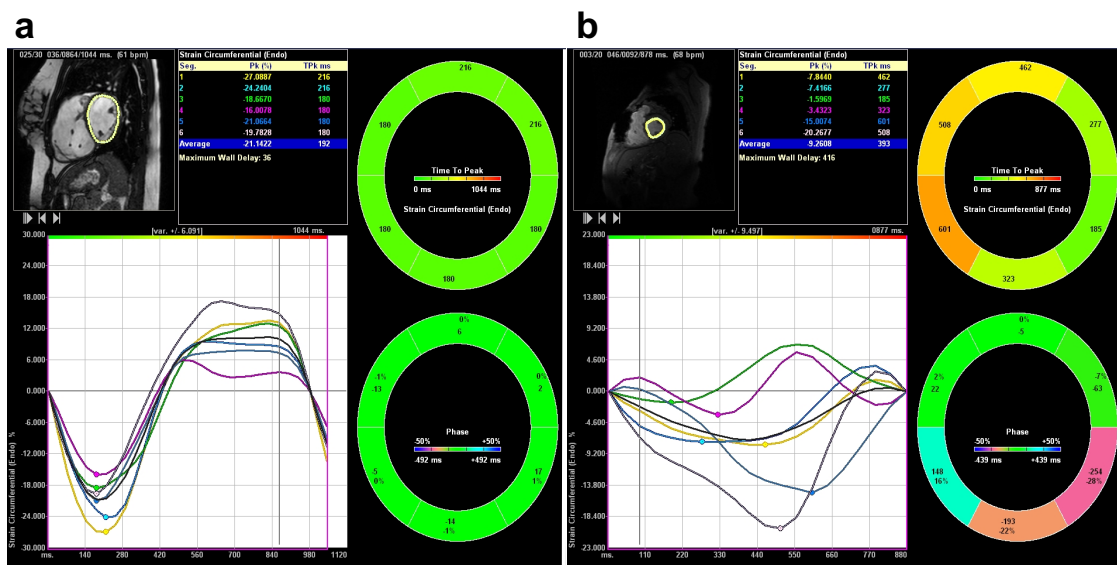 a
025/30 036/0864/1044 ms. (61 bpm)
Strain Circumferential (Endo)
Seg. Pk (%) TPk ms
1 -27.0887 216
2 -24.2404 216
3 -18.6670 180
4 -16.0078 180
5 -21.0664 180
6 -19.7828 180
Average -21.1422 192
Maximum Wall Delay: 36
216
180 216
180 180
180
Time To Peak
0 ms 1044 ms
Strain Circumferential (Endo)
[var. +/- 6.091] 1044 ms.
30.000
24.000
18.000
12.000
6.000
0.000
-6.000
-12.000
-18.000
-24.000
-30.000
Strain Circumferential (Endo) %
ms. 140 280 420 560 700 840 980 1120
0%
6
-1%
-13
0%
2
Phase
-50% +50%
-492 ms +492 ms
-5
0%
17
1%
-14
-1%
b
003/20 046/0092/878 ms. (68 bpm)
Strain Circumferential (Endo)
Seg. Pk (%) TPk ms
1 -7.8440 462
2 -7.4166 277
3 -1.5969 185
4 -3.4323 323
5 -15.0074 601
6 -20.2677 508
Average -9.2608 393
Maximum Wall Delay: 416
462
508 277
601 185
323
Time To Peak
0 ms 877 ms
Strain Circumferential (Endo)
[var. +/- 9.497] 0877 ms.
23.000
18.400
13.800
9.200
4.600
0.000
-4.600
-9.200
-13.800
-18.400
-23.000
Strain Circumferential (Endo) %
ms. 110 220 330 440 550 660 770 880
0%
-5
2%
22
-7%
-63
Phase
-50% +50%
-439 ms +439 ms
148
16%
-254
-28%
-193
-22%